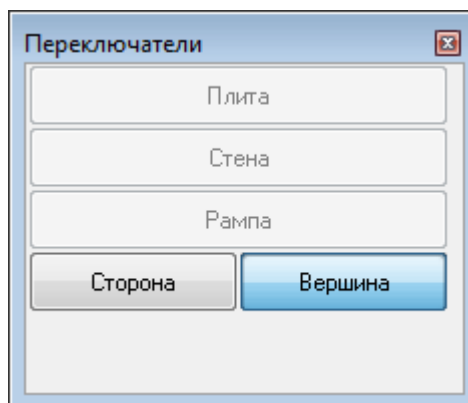 Переключатели
Плита
Стена
Рампа
Сторона Вершина